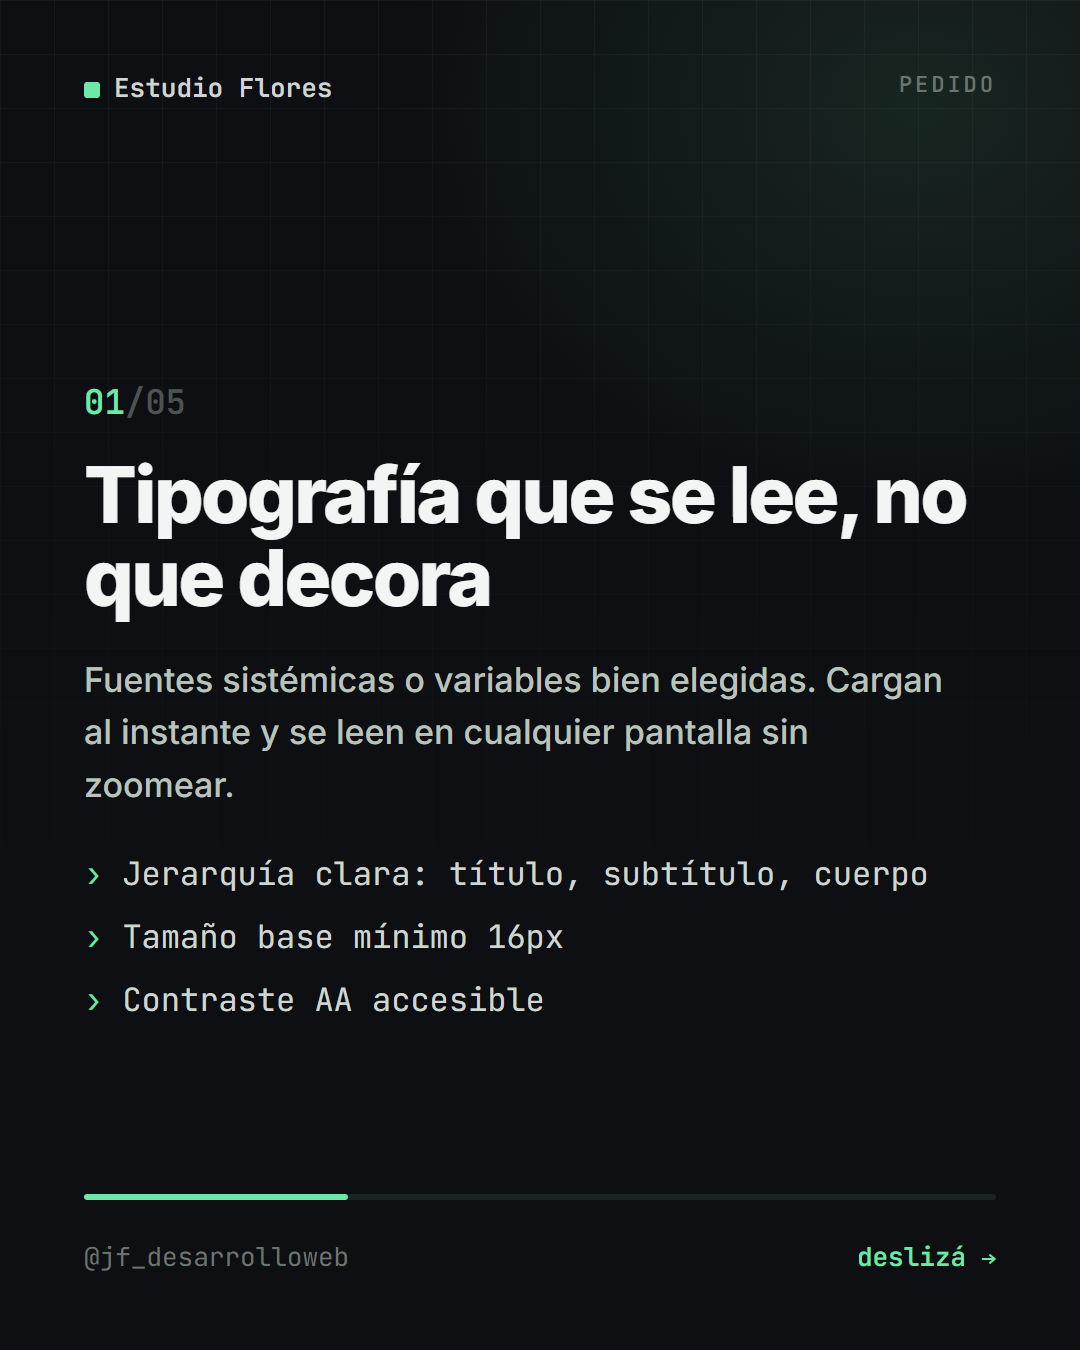 Estudio Flores
PEDIDO
01/05
Tipografía que se lee, no
que decora
Fuentes sistémicas o variables bien elegidas. Cargan
al instante y se leen en cualquier pantalla sin
zoomear.
› Jerarquía clara: título, subtítulo, cuerpo
› Tamaño base mínimo 16px
› Contraste AA accesible
@jf_desarrolloweb
deslizá →